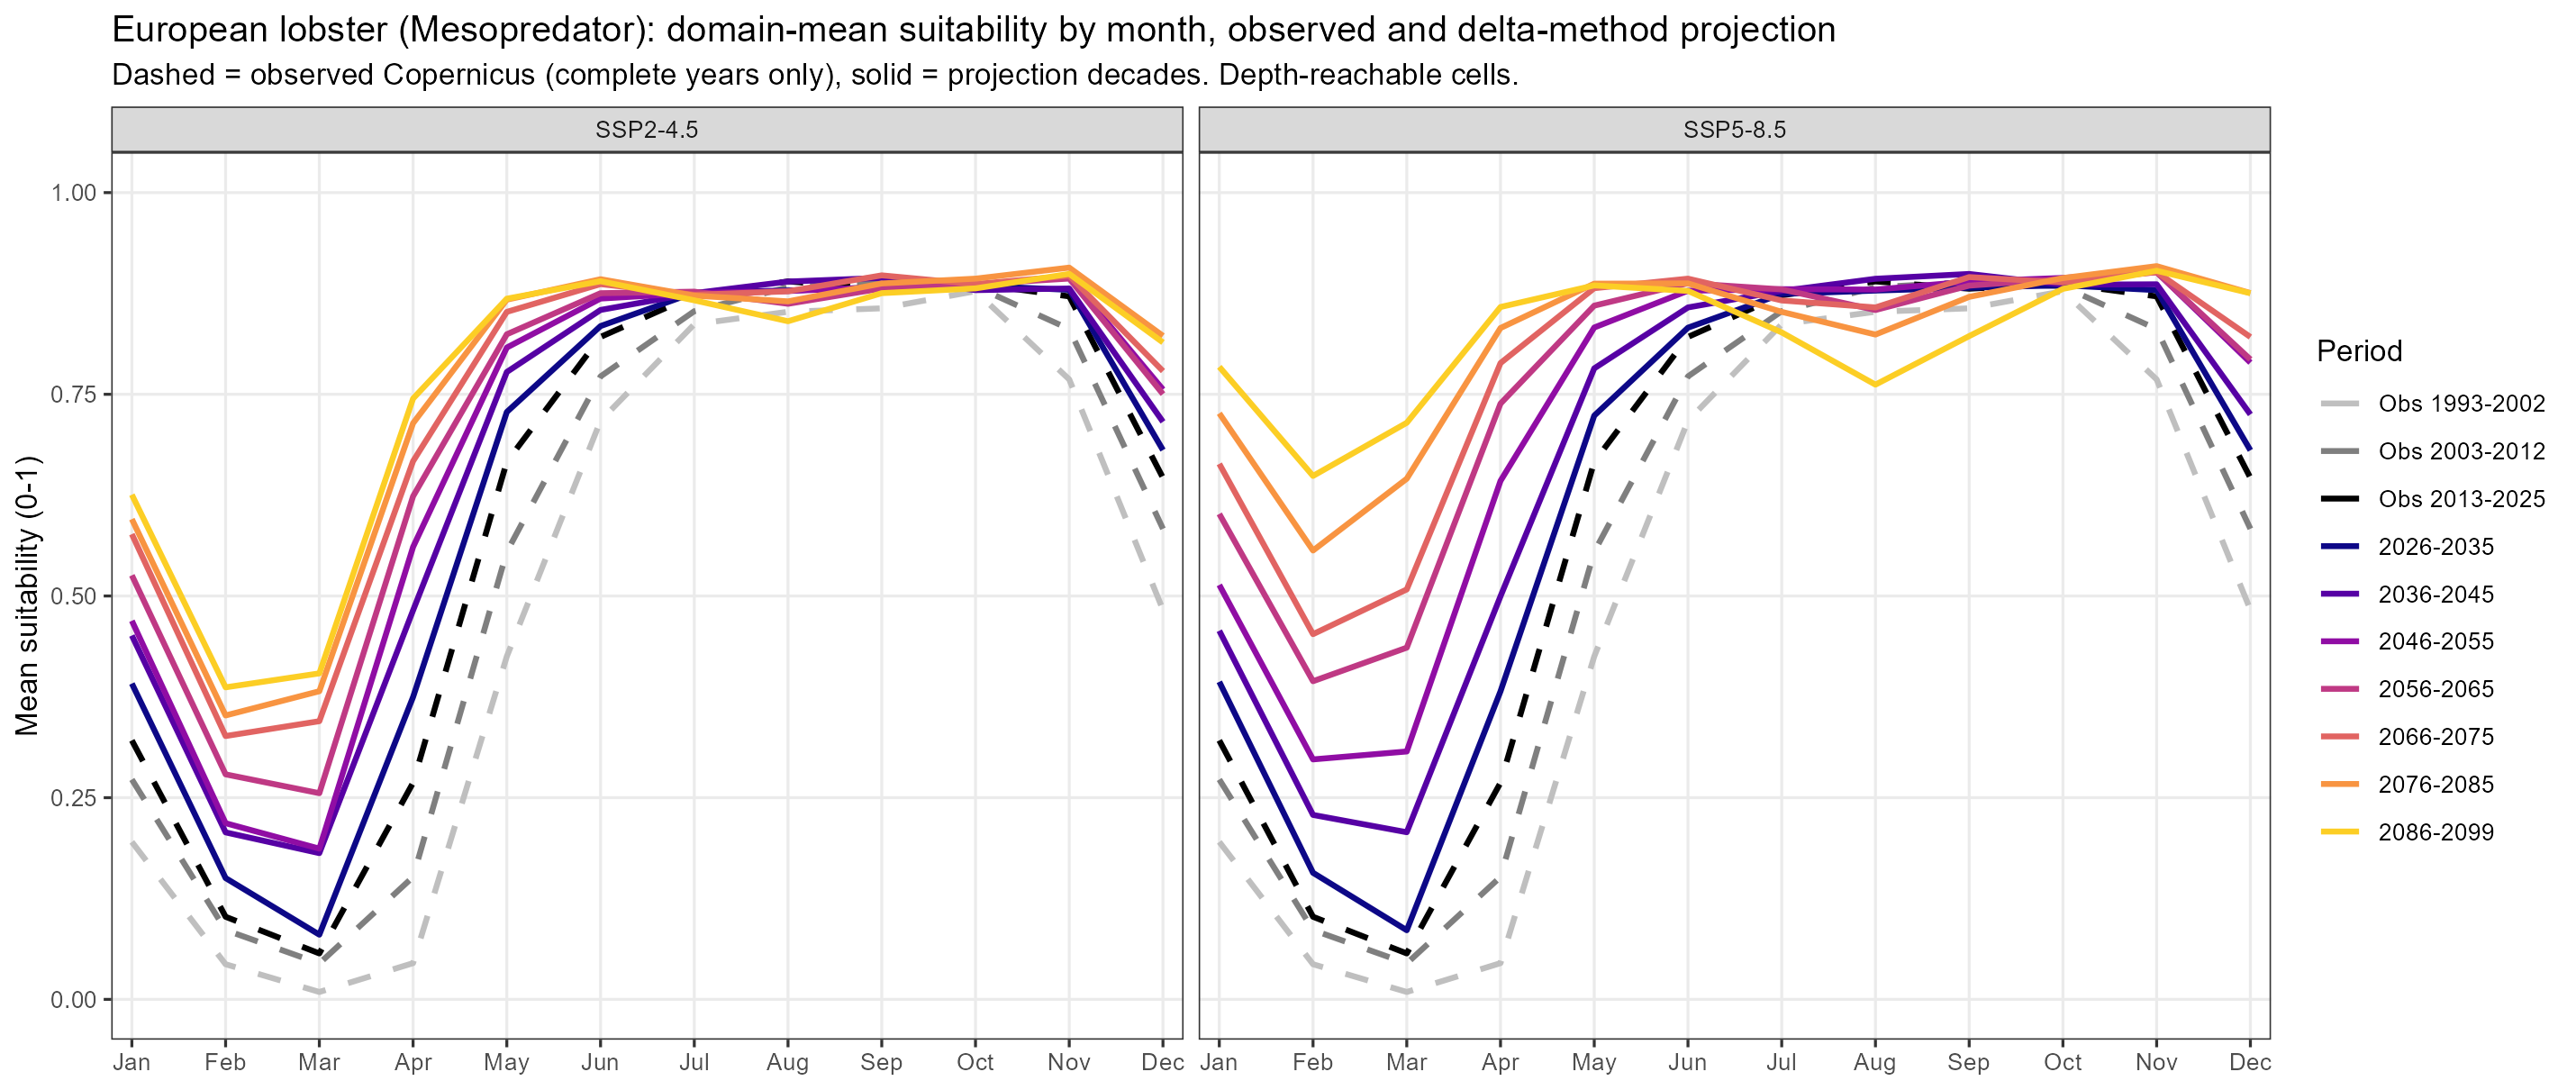 European lobster (Mesopredator): domain-mean suitability by month, observed and delta-method projection
Dashed = observed Copernicus (complete years only), solid = projection decades. Depth-reachable cells.
SSP2-4.5
SSP5-8.5
Mean suitability (0-1)
1.00
0.75
0.50
0.25
0.00
Jan Feb Mar Apr May Jun Jul Aug Sep Oct Nov Dec
Jan Feb Mar Apr May Jun Jul Aug Sep Oct Nov Dec
Period
Obs 1993-2002
Obs 2003-2012
Obs 2013-2025
2026-2035
2036-2045
2046-2055
2056-2065
2066-2075
2076-2085
2086-2099